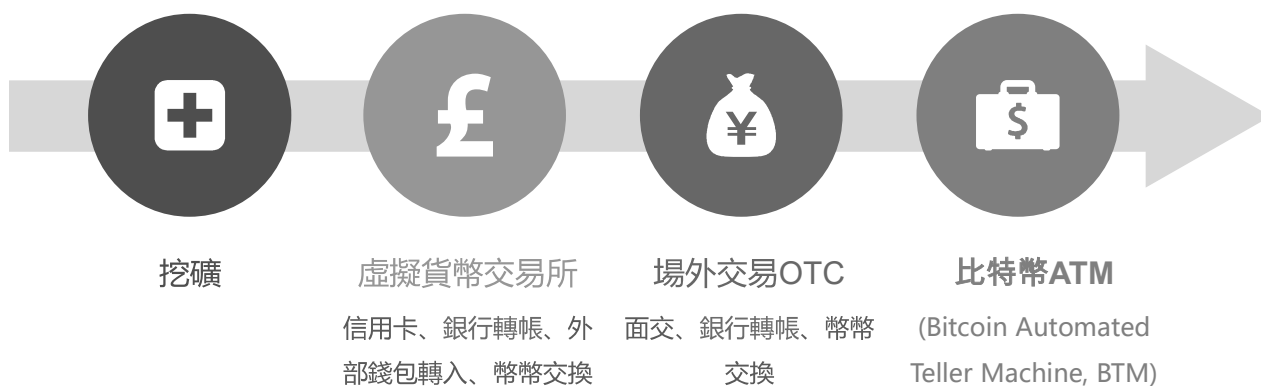 £
¥
$
挖礦
虛擬貨幣交易所
場外交易OTC
比特幣ATM
信用卡、銀行轉帳、外
部錢包轉入、幣幣交換
面交、銀行轉帳、幣幣
交換
(Bitcoin Automated
Teller Machine, BTM)